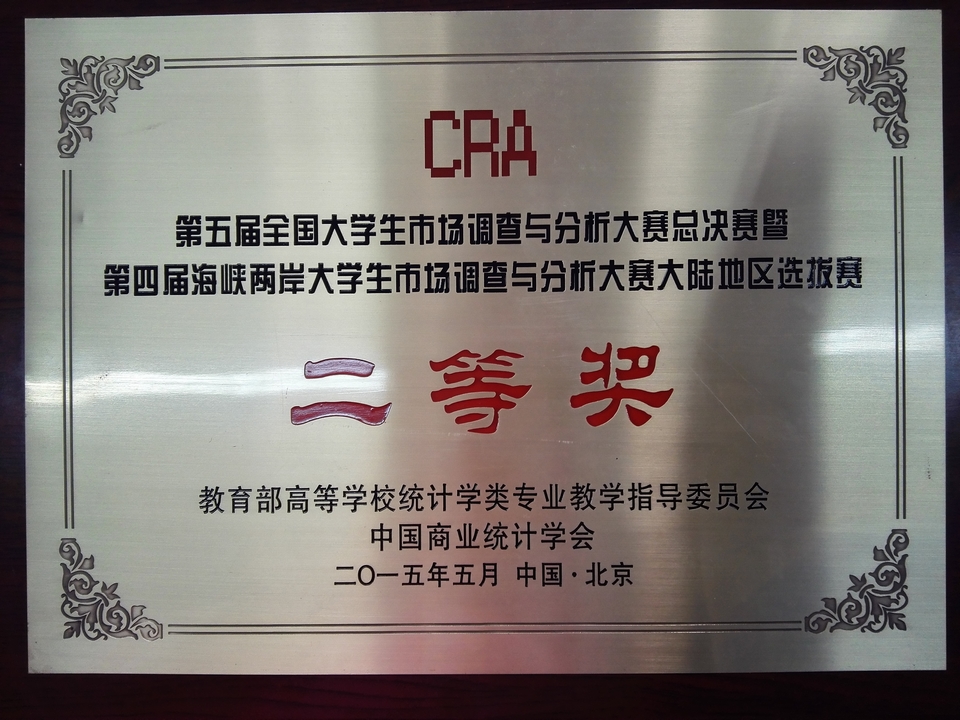 CRA
第五届全国大学生市场调查与分析大赛总决赛暨
第四届海峡两岸大学生市场调查与分析大赛大陆地区选拔赛
二等奖
教育部高等学校统计学类专业教学指导委员会
中国商业统计学会
二〇一五年五月 中国·北京